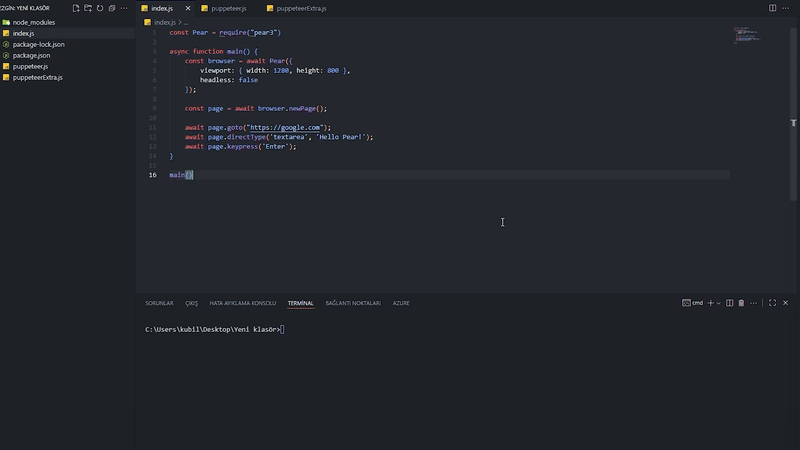 EZGİN: YENİ KLASÖR
node_modules
index.js
package-lock.json
package.json
puppeteer.js
puppeteerExtra.js
index.js
puppeteer.js
puppeteerExtra.js
index.js > ...
1 const Pear = require("pear3")
2
3 async function main() {
4 const browser = await Pear({
5 viewport: { width: 1280, height: 800 },
6 headless: false
7 });
8
9 const page = await browser.newPage();
10
11 await page.goto("https://google.com");
12 await page.directType('textarea', 'Hello Pear!');
13 await page.keypress('Enter');
14 }
15
16 main()
SORUNLAR ÇIKIŞ HATA AYIKLAMA KONSOLU TERMİNAL BAĞLANTI NOKTALARI AZURE
cmd
C:\Users\kubil\Desktop\Yeni klasör>